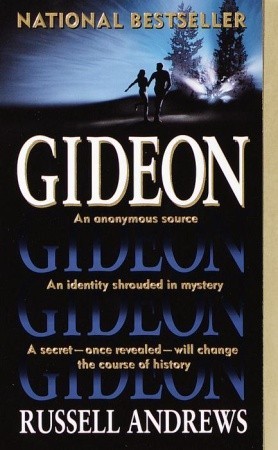 NATIONAL BESTSELLER
GIDEON
An anonymous source
GIDEON
An identity shrouded in mystery
GIDEON
A secret—once revealed—will change
the course of history
GIDEON
RUSSELL ANDREWS